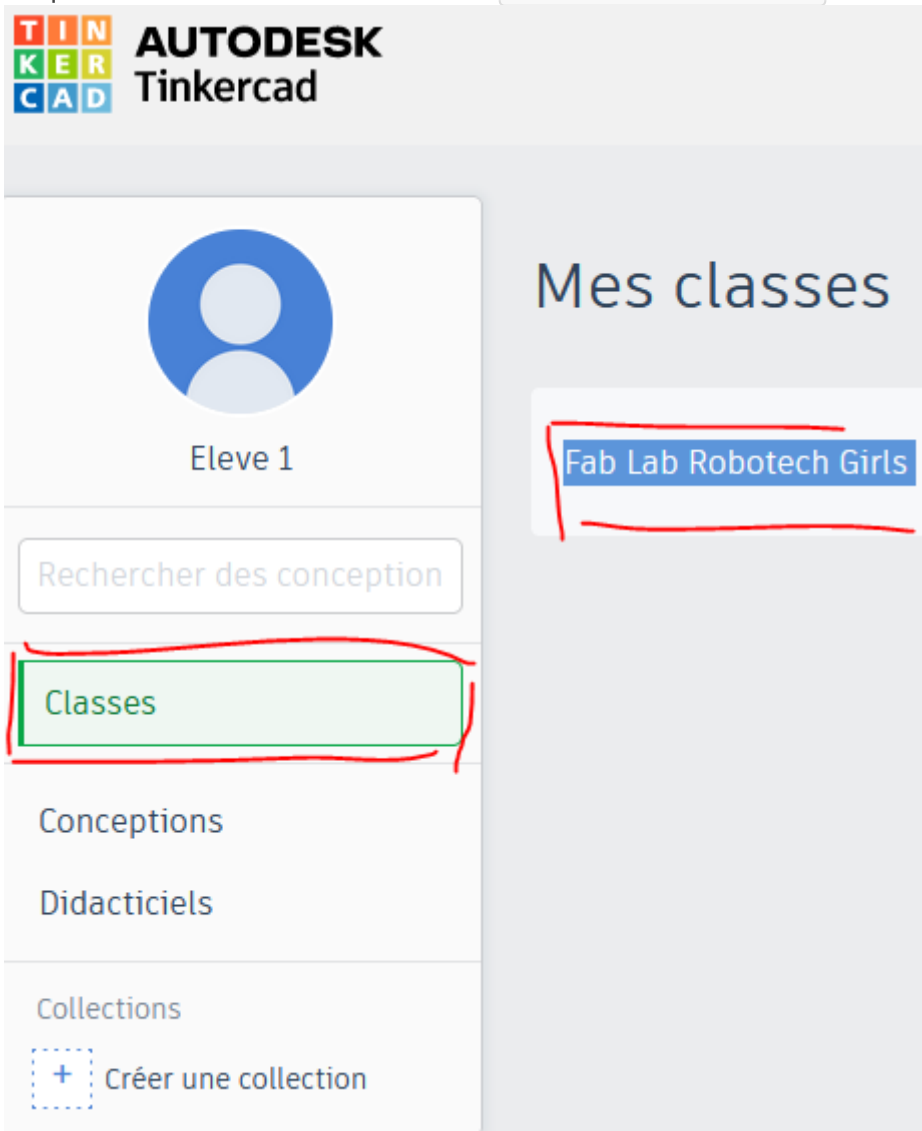 TIN
KER
CAD
AUTODESK
Tinkercad
Eleve 1
Rechercher des conception
Classes
Conceptions
Didacticiels
Collections
+ Créer une collection
Mes classes
Fab Lab Robotech Girls